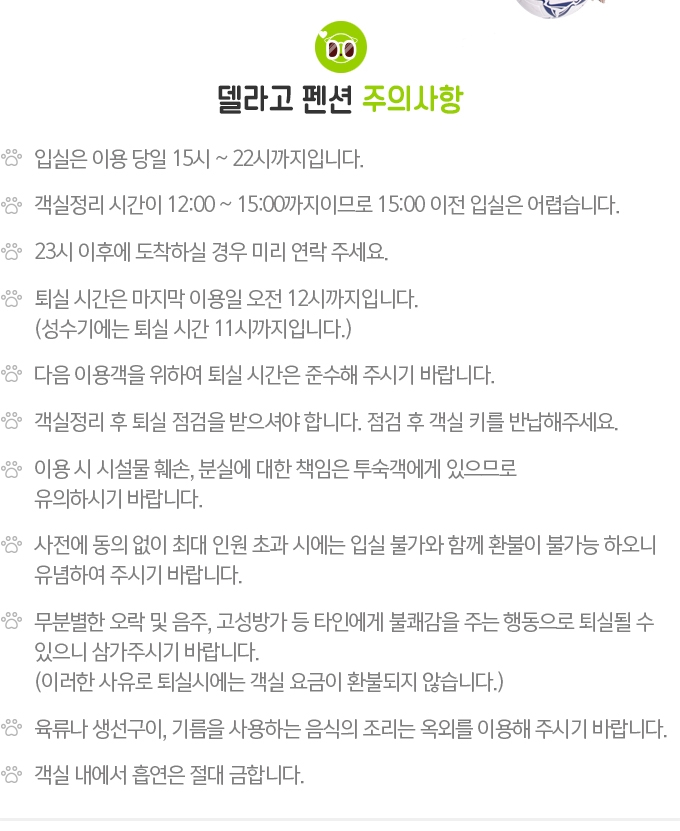 델라고 펜션 주의사항
입실은 이용 당일 15시 ~ 22시까지입니다.
객실정리 시간이 12:00 ~ 15:00까지이므로 15:00 이전 입실은 어렵습니다.
23시 이후에 도착하실 경우 미리 연락 주세요.
퇴실 시간은 마지막 이용일 오전 12시까지입니다.
(성수기에는 퇴실 시간 11시까지입니다.)
다음 이용객을 위하여 퇴실 시간은 준수해 주시기 바랍니다.
객실정리 후 퇴실 점검을 받으셔야 합니다. 점검 후 객실 키를 반납해주세요.
이용 시 시설물 훼손, 분실에 대한 책임은 투숙객에게 있으므로
유의하시기 바랍니다.
사전에 동의 없이 최대 인원 초과 시에는 입실 불가와 함께 환불이 불가능 하오니
유념하여 주시기 바랍니다.
무분별한 오락 및 음주, 고성방가 등 타인에게 불쾌감을 주는 행동으로 퇴실될 수
있으니 삼가주시기 바랍니다.
(이러한 사유로 퇴실시에는 객실 요금이 환불되지 않습니다.)
육류나 생선구이, 기름을 사용하는 음식의 조리는 옥외를 이용해 주시기 바랍니다.
객실 내에서 흡연은 절대 금합니다.